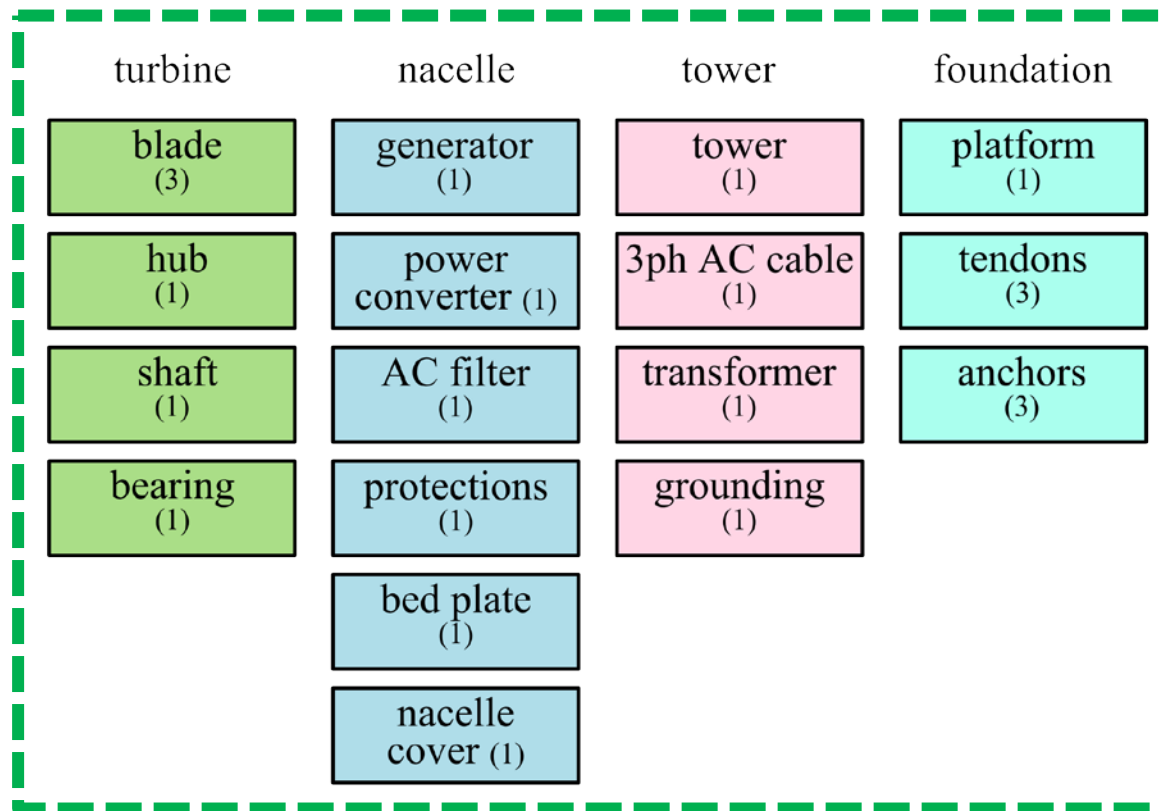 turbine
nacelle
tower
foundation
blade
(3)
generator
(1)
tower
(1)
platform
(1)
hub
(1)
power
converter (1)
3ph AC cable
(1)
tendons
(3)
shaft
(1)
AC filter
(1)
transformer
(1)
anchors
(3)
bearing
(1)
protections
(1)
grounding
(1)
bed plate
(1)
nacelle
cover (1)